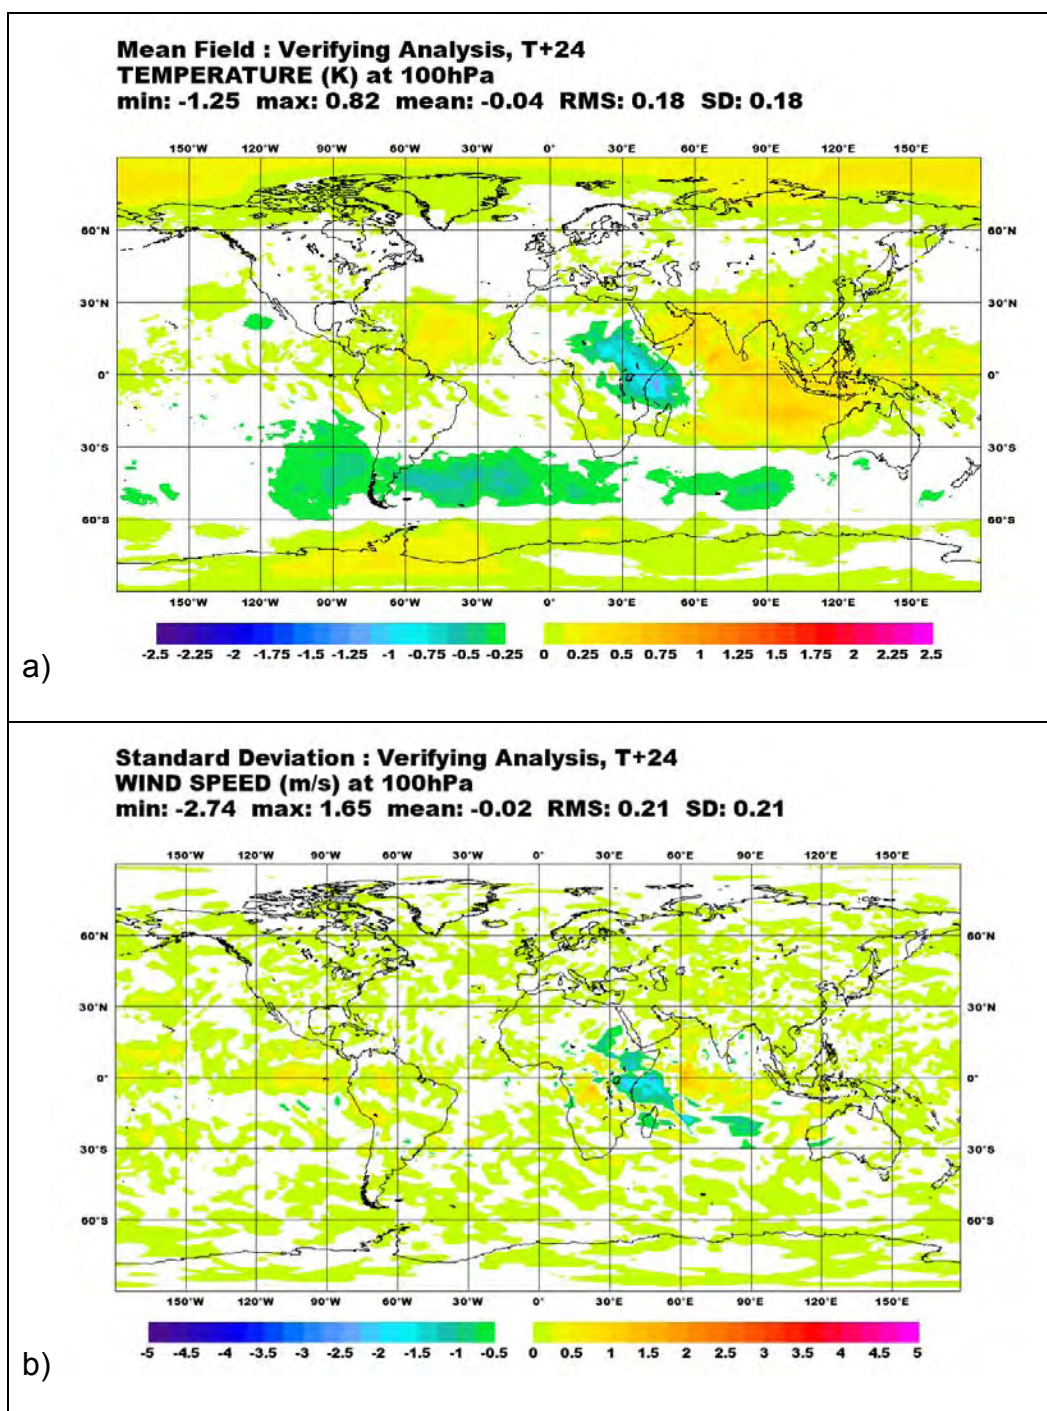 Mean Field : Verifying Analysis, T+24
TEMPERATURE (K) at 100hPa
min: -1.25 max: 0.82 mean: -0.04 RMS: 0.18 SD: 0.18
150°W 120°W 90°W 60°W 30°W 0° 30°E 60°E 90°E 120°E 150°E
60°N 60°N
30°N 30°N
0° 0°
30°S 30°S
60°S 60°S
150°W 120°W 90°W 60°W 30°W 0° 30°E 60°E 90°E 120°E 150°E
-2.5 -2.25 -2 -1.75 -1.5 -1.25 -1 -0.75 -0.5 -0.25 0 0.25 0.5 0.75 1 1.25 1.5 1.75 2 2.25 2.5
a)
Standard Deviation : Verifying Analysis, T+24
WIND SPEED (m/s) at 100hPa
min: -2.74 max: 1.65 mean: -0.02 RMS: 0.21 SD: 0.21
150°W 120°W 90°W 60°W 30°W 0° 30°E 60°E 90°E 120°E 150°E
60°N 60°N
30°N 30°N
0° 0°
30°S 30°S
60°S 60°S
150°W 120°W 90°W 60°W 30°W 0° 30°E 60°E 90°E 120°E 150°E
-5 -4.5 -4 -3.5 -3 -2.5 -2 -1.5 -1 -0.5 0 0.5 1 1.5 2 2.5 3 3.5 4 4.5 5
b)